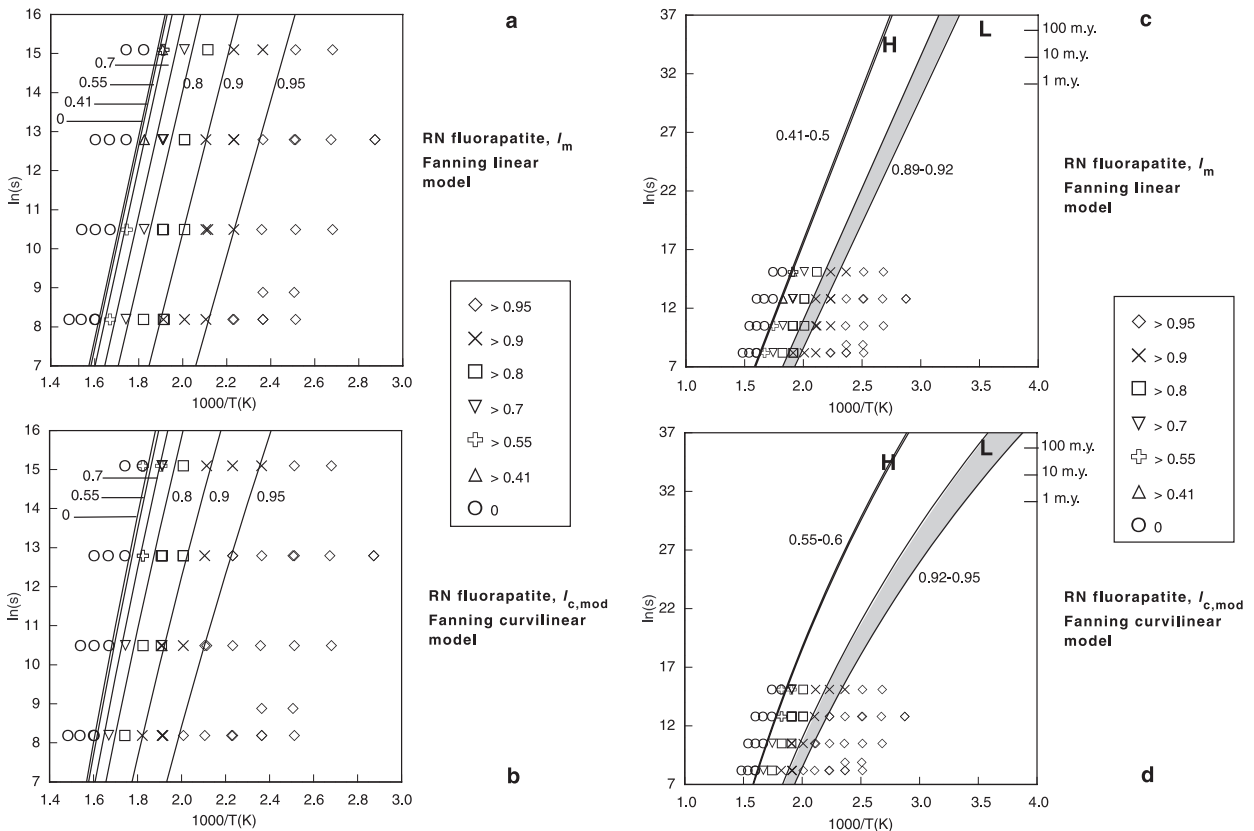 a
16
15
14
13
12
11
10
9
8
7
ln(s)
0.7
0.55
0.41
0
0.8
0.9
0.95
1.4 1.6 1.8 2.0 2.2 2.4 2.6 2.8 3.0
1000/T(K)
RN fluorapatite, lm
Fanning linear
model
> 0.95
> 0.9
> 0.8
> 0.7
> 0.55
> 0.41
0
b
16
15
14
13
12
11
10
9
8
7
ln(s)
0.7
0.55
0
0.8
0.9
0.95
1.4 1.6 1.8 2.0 2.2 2.4 2.6 2.8 3.0
1000/T(K)
RN fluorapatite, lc,mod
Fanning curvilinear
model
c
37
32
27
22
17
12
7
ln(s)
H
L
0.41-0.5
0.89-0.92
100 m.y.
10 m.y.
1 m.y.
1.0 1.5 2.0 2.5 3.0 3.5 4.0
1000/T(K)
RN fluorapatite, lm
Fanning linear
model
> 0.95
> 0.9
> 0.8
> 0.7
> 0.55
> 0.41
0
d
37
32
27
22
17
12
7
ln(s)
H
L
0.55-0.6
0.92-0.95
100 m.y.
10 m.y.
1 m.y.
1.0 1.5 2.0 2.5 3.0 3.5 4.0
1000/T(K)
RN fluorapatite, lc,mod
Fanning curvilinear
model